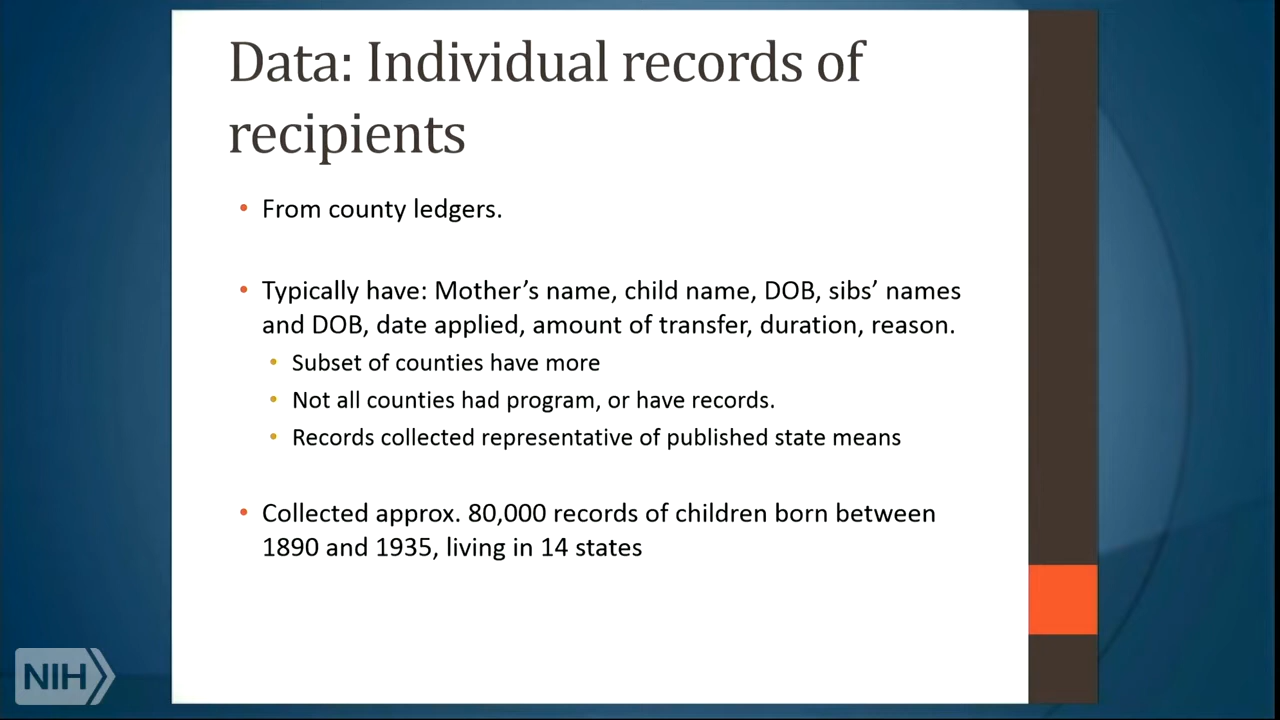 Data: Individual records of
recipients
• From county ledgers.
• Typically have: Mother’s name, child name, DOB, sibs’ names
and DOB, date applied, amount of transfer, duration, reason.
• Subset of counties have more
• Not all counties had program, or have records.
• Records collected representative of published state means
• Collected approx. 80,000 records of children born between
1890 and 1935, living in 14 states
NIH